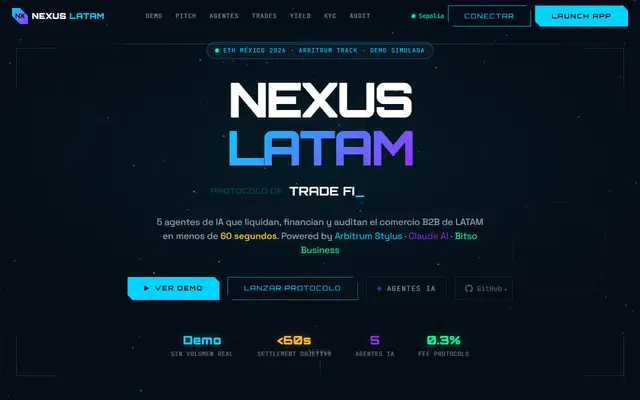 NX NEXUS LATAM
DEMO PITCH AGENTES TRADES YIELD KYC AUDIT
Sepolia
CONECTAR
LAUNCH APP
ETH MÉXICO 2026 · ARBITRUM TRACK · DEMO SIMULADA
NEXUS
LATAM
PROTOCOLO DE TRADE FI_
5 agentes de IA que liquidan, financian y auditan el comercio B2B de LATAM
en menos de 60 segundos. Powered by Arbitrum Stylus · Claude AI · Bitso
Business
▶ VER DEMO
LANZAR PROTOCOLO
AGENTES IA
GitHub
Demo <60s 5 0.3%
SIN VOLUMEN REAL SETTLEMENT OBJETIVO AGENTES IA FEE PROTOCOLO